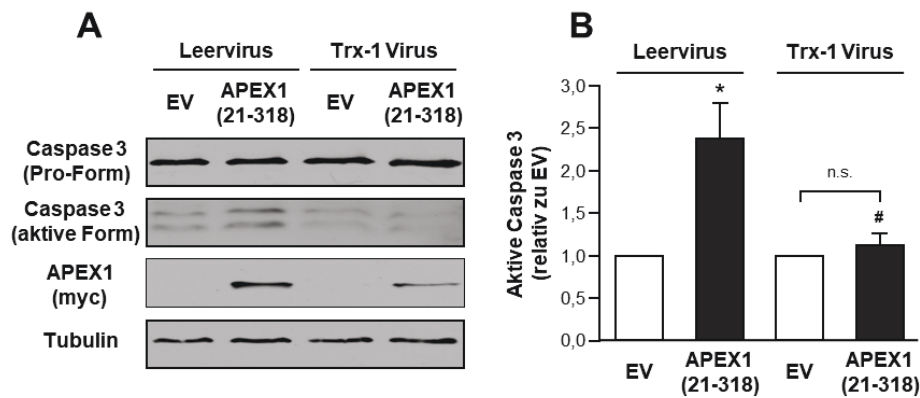 A
Leervirus Trx-1 Virus
EV APEX1 (21-318) EV APEX1 (21-318)
Caspase 3
(Pro-Form)
Caspase 3
(aktive Form)
APEX1
(myc)
Tubulin
B
Leervirus Trx-1 Virus
Aktive Caspase 3
(relativ zu EV)
3,0
2,5
2,0
1,5
1,0
0,5
0,0
*
n.s.
#
EV APEX1 (21-318) EV APEX1 (21-318)